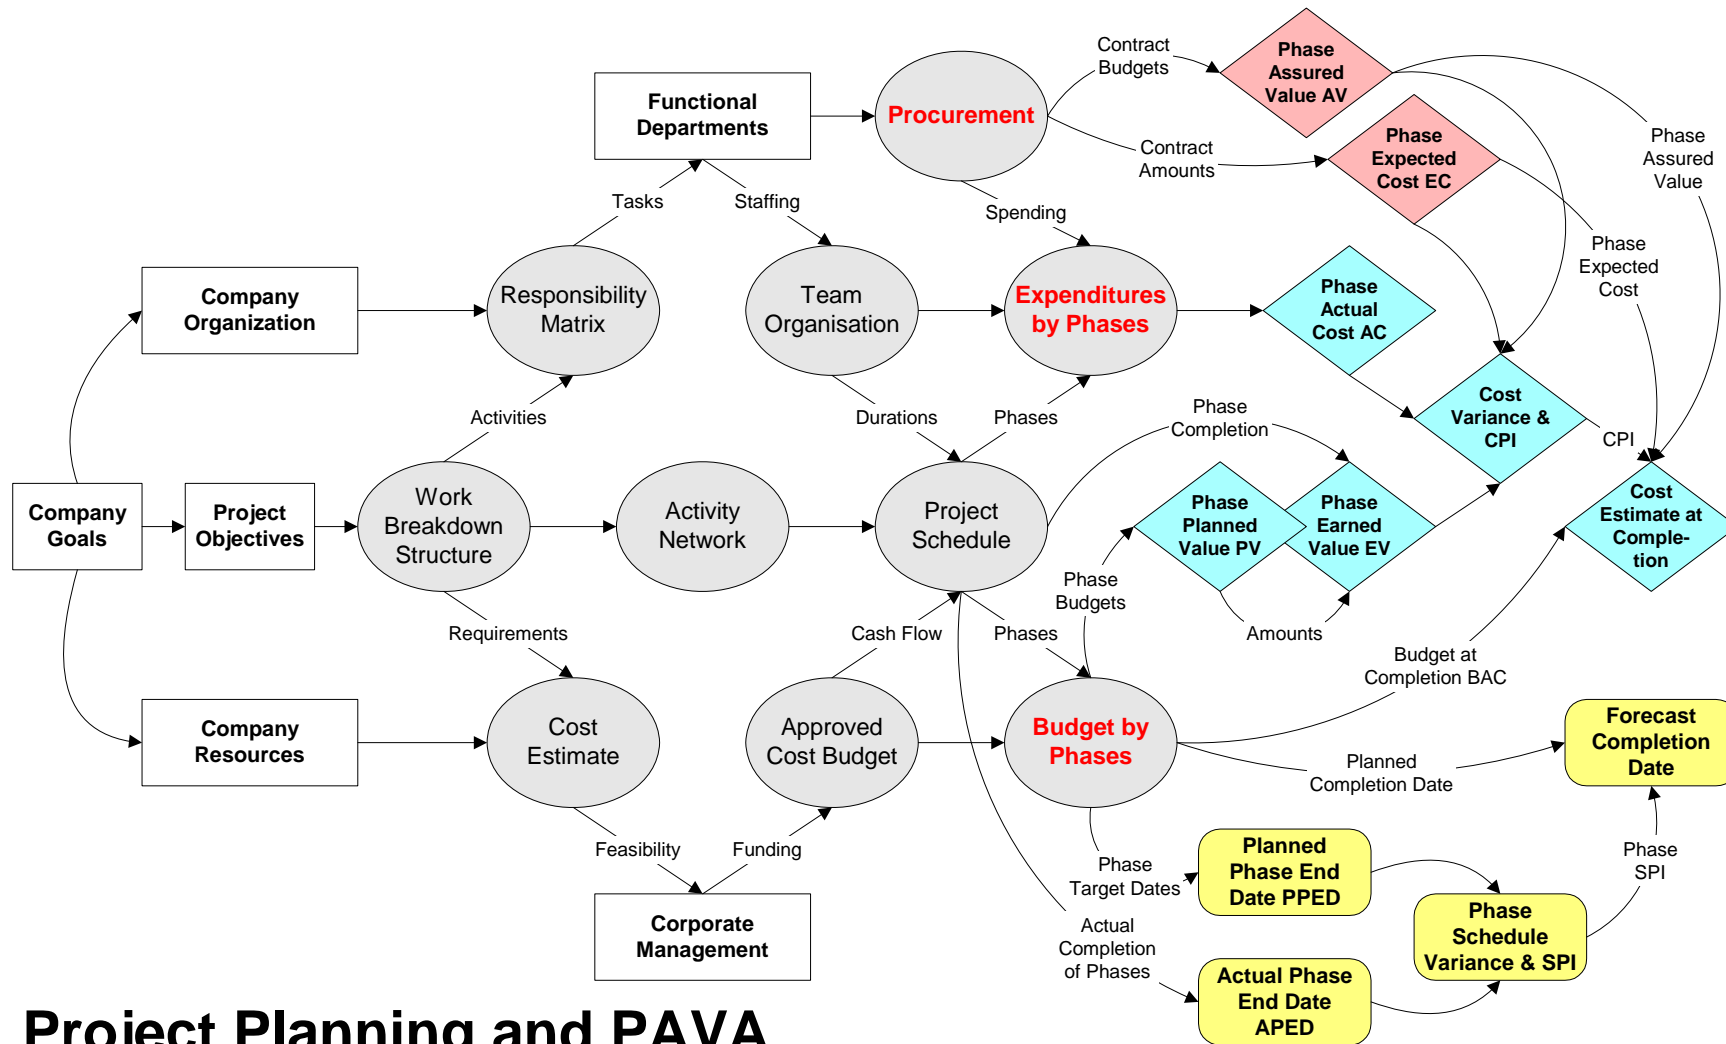 Phase
Assured
Value AV
Contract
Budgets
Functional
Departments
Procurement
Phase
Expected
Cost EC
Contract
Amounts
Phase
Assured
Value
Tasks
Staffing
Spending
Company
Organization
Responsibility
Matrix
Team
Organisation
Expenditures
by Phases
Phase
Actual
Cost AC
Phase
Expected
Cost
Activities
Durations
Phases
Phase
Completion
Cost
Variance &
CPI
CPI
Company
Goals
Project
Objectives
Work
Breakdown
Structure
Activity
Network
Project
Schedule
Phase
Planned
Value PV
Phase
Earned
Value EV
Cost
Estimate at
Comple-
tion
Phase
Budgets
Requirements
Cash Flow
Phases
Amounts
Budget at
Completion BAC
Company
Resources
Cost
Estimate
Approved
Cost Budget
Budget by
Phases
Planned
Completion Date
Forecast
Completion
Date
Feasibility
Funding
Phase
Target Dates
Planned
Phase End
Date PPED
Phase
SPI
Corporate
Management
Actual
Completion
of Phases
Phase
Schedule
Variance & SPI
Actual Phase
End Date
APED
Project Planning and PAVA